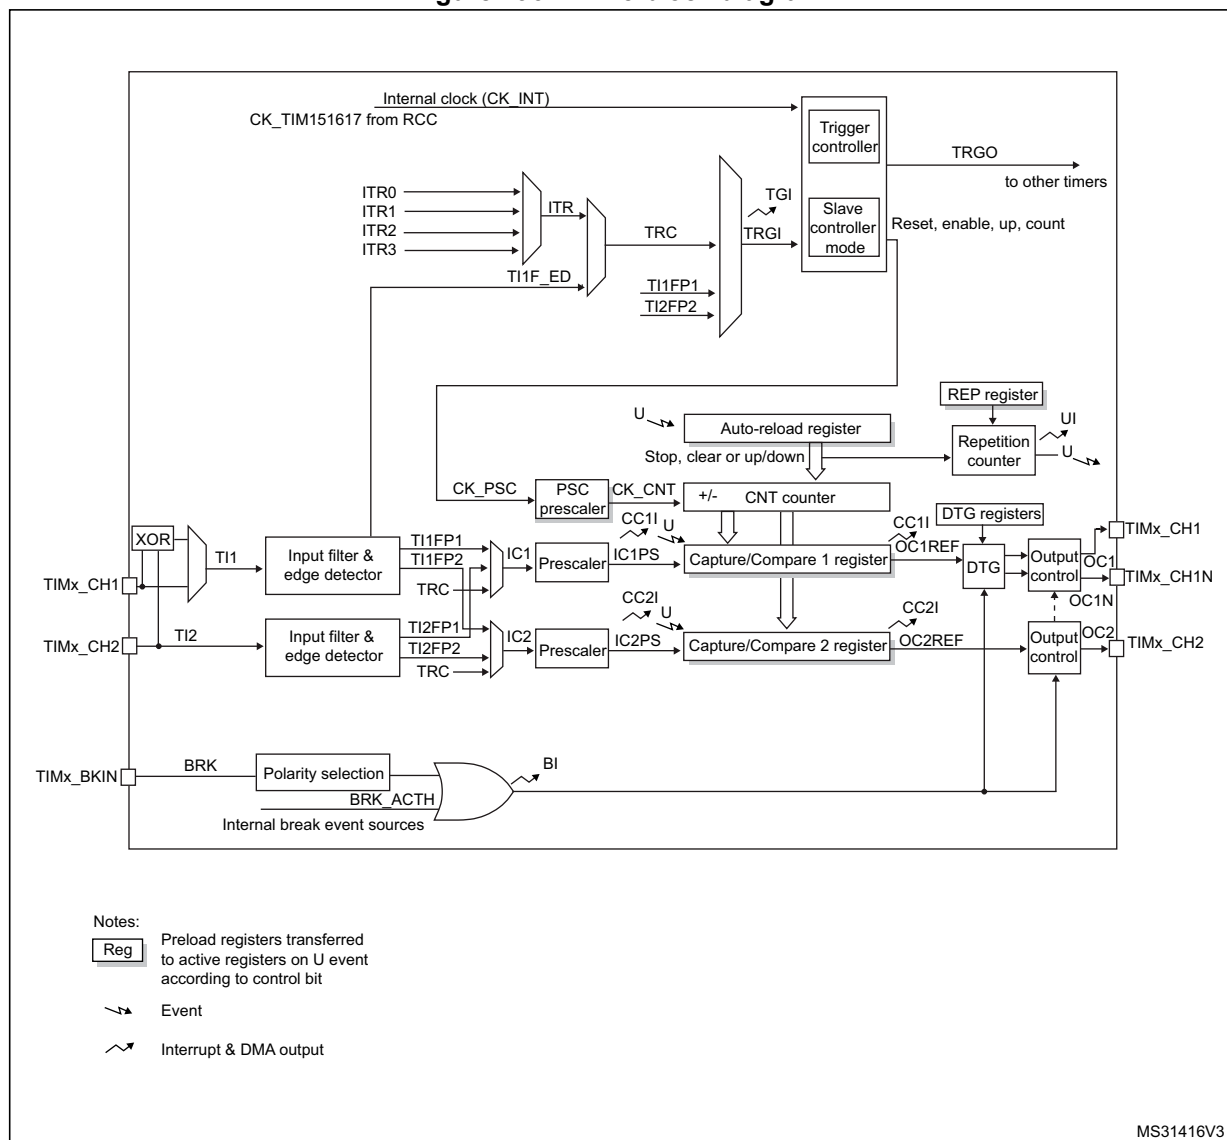 Internal clock (CK_INT)
CK_TIM151617 from RCC
Trigger
controller
TRGO
to other timers
ITR0
ITR1
ITR2
ITR3
ITR
TRC
TGI
TRGI
Slave
controller
mode
Reset, enable, up, count
TI1F_ED
TI1FP1
TI2FP2
REP register
U
Auto-reload register
UI
Repetition
counter
U
Stop, clear or up/down
CK_PSC
PSC
prescaler
CK_CNT
+/-
CNT counter
DTG registers
XOR
TI1
TIMx_CH1
Input filter &
edge detector
TI1FP1
TI1FP2
TRC
IC1
Prescaler
IC1PS
CC1I
U
Capture/Compare 1 register
CC1I
OC1REF
DTG
Output
control
OC1
TIMx_CH1
TIMx_CH1N
OC1N
TIMx_CH2
TI2
Input filter &
edge detector
TI2FP1
TI2FP2
TRC
IC2
Prescaler
IC2PS
CC2I
U
Capture/Compare 2 register
CC2I
OC2REF
Output
control
OC2
TIMx_CH2
TIMx_BKIN
BRK
Polarity selection
BRK_ACTH
Internal break event sources
BI
Notes:
Reg
Preload registers transferred
to active registers on U event
according to control bit
Event
Interrupt & DMA output
MS31416V3